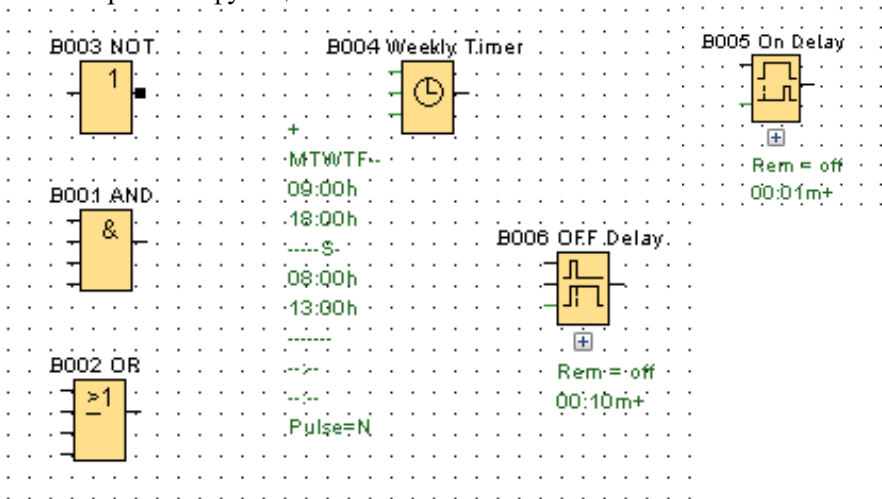 B003 NOT
1
B001 AND
&
B002 OR
≥1
B004 Weekly Timer
+
MTWTF--
09:00h
18:00h
-----S-
08:00h
13:00h
-------
--:--
--:--
Pulse=N
B005 On Delay
Rem = off
00:01m+
B006 OFF Delay
Rem = off
00:10m+